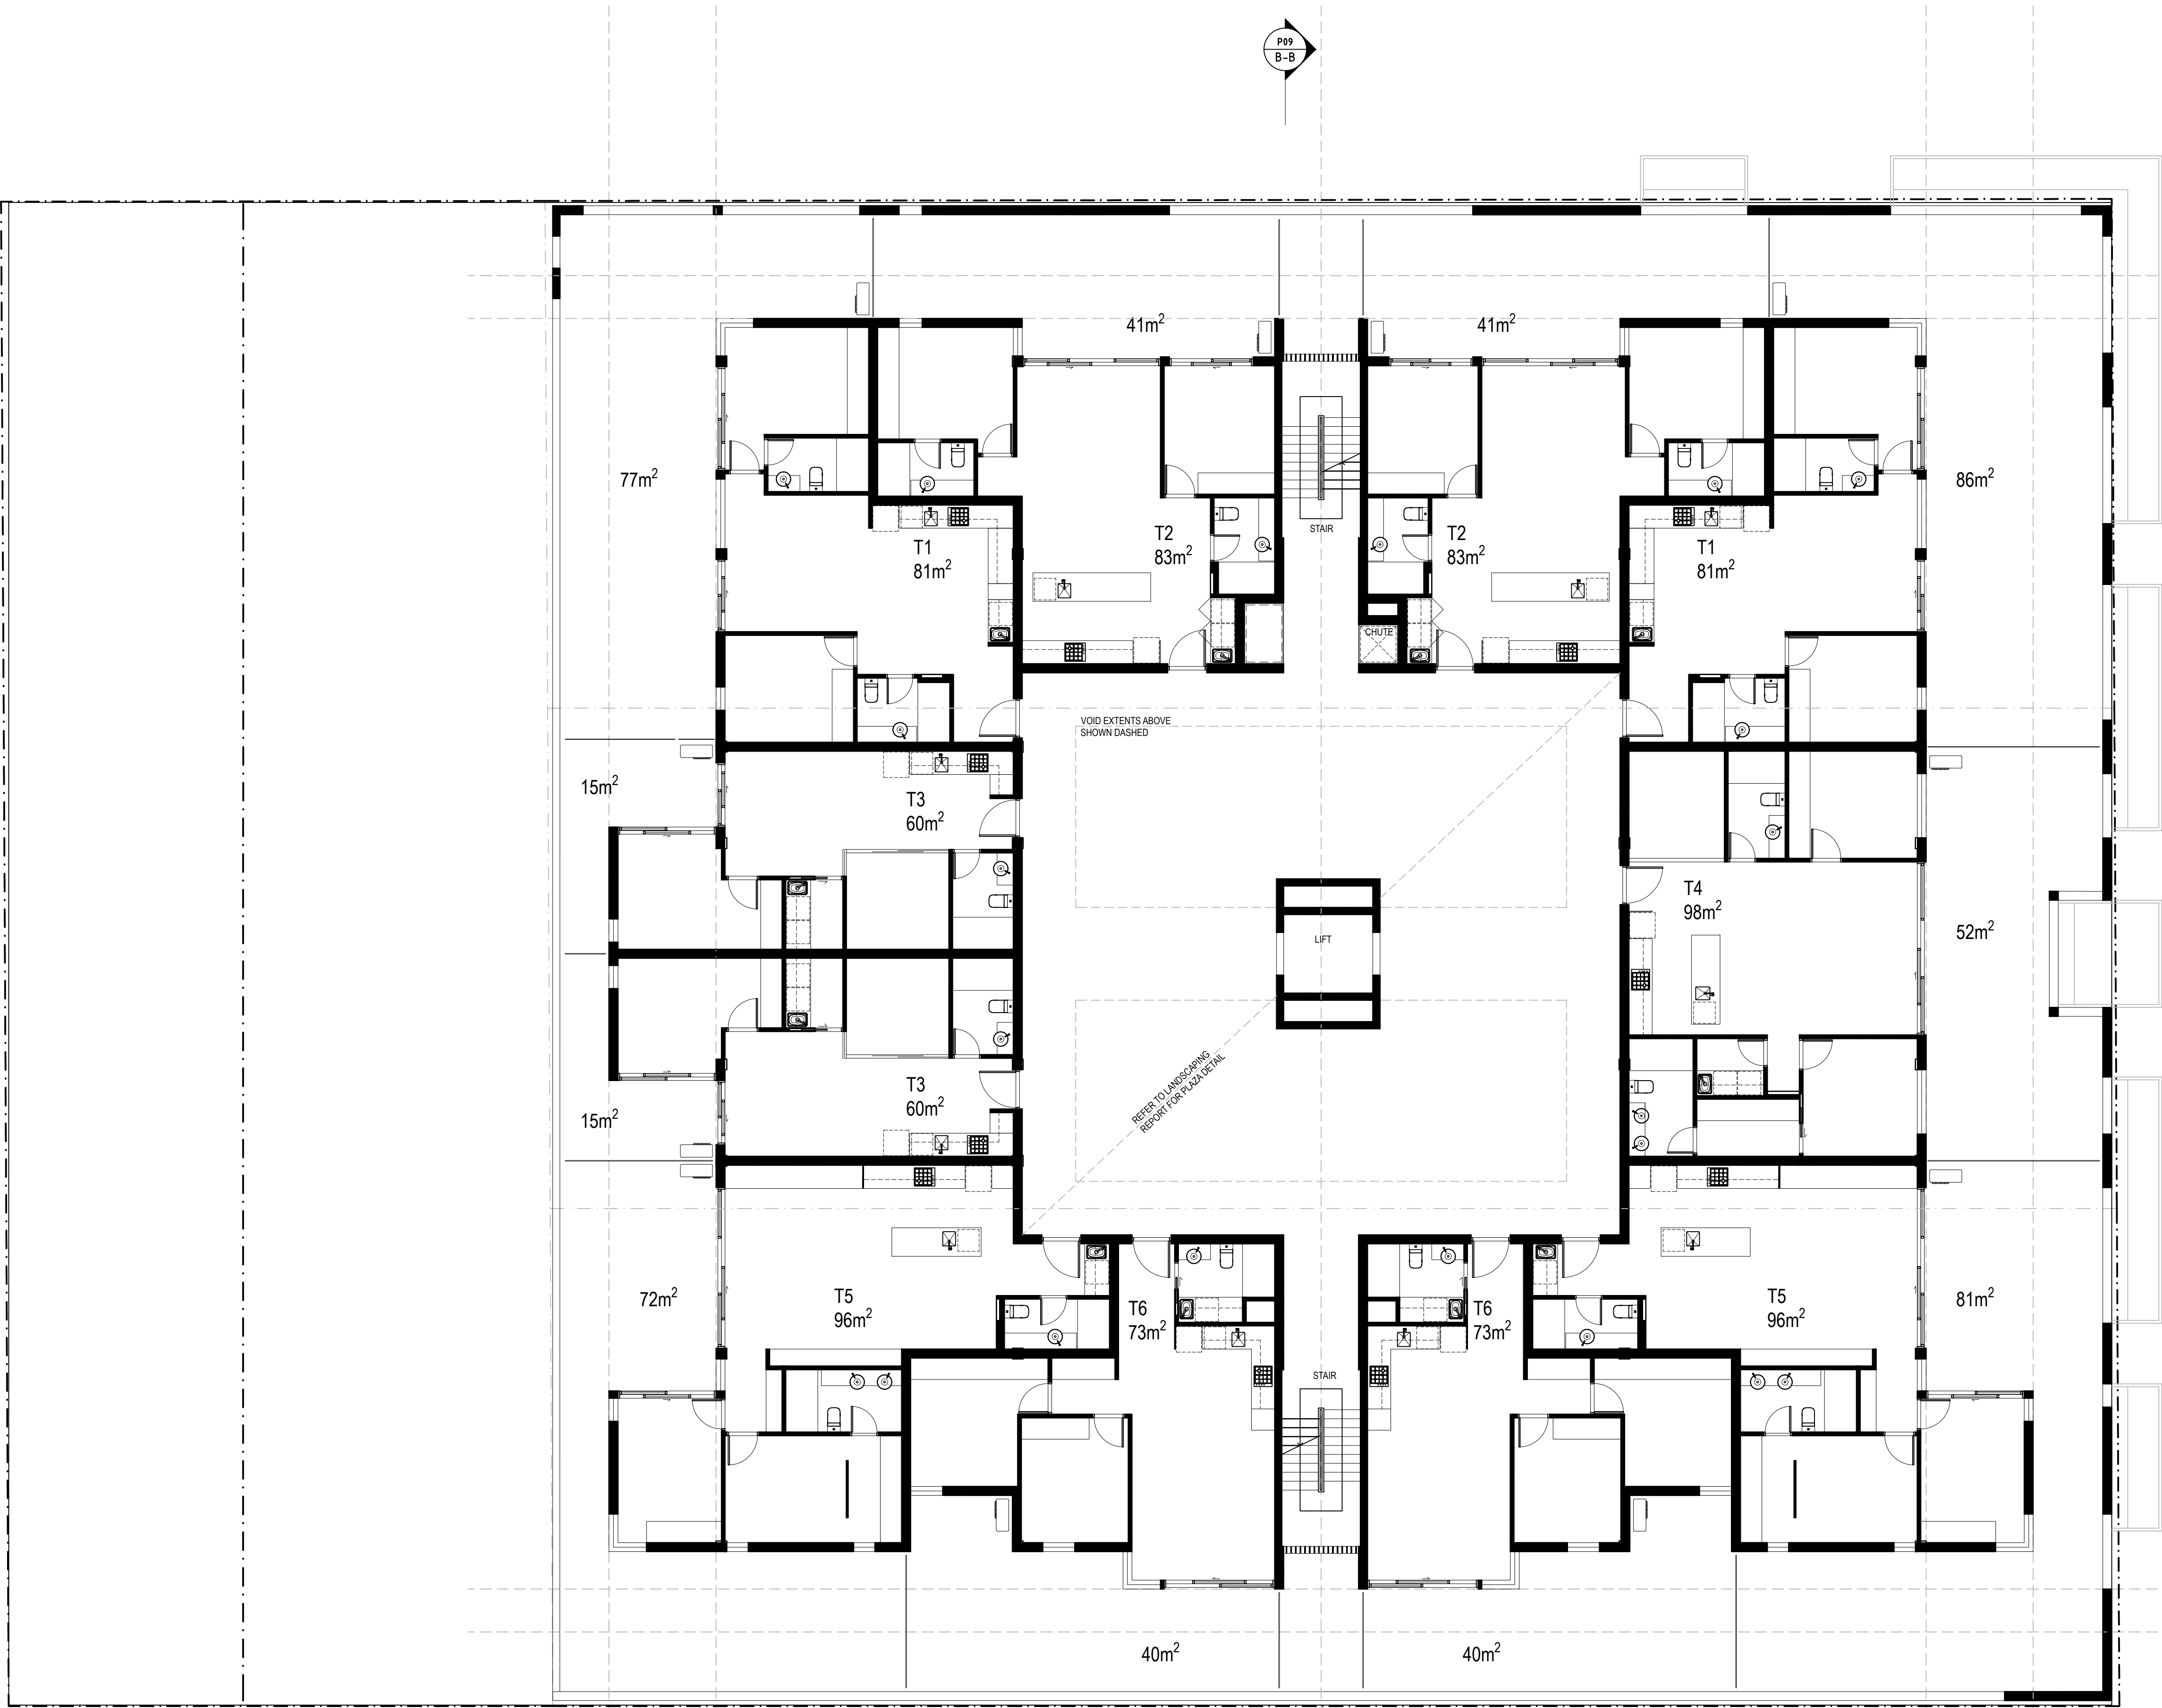 P09
B-B
41m²
41m²
77m²
86m²
STAIR
T2
83m²
T2
83m²
T1
81m²
T1
81m²
CHUTE
VOID EXTENTS ABOVE
SHOWN DASHED
15m²
T3
60m²
T4
98m²
LIFT
52m²
REFER TO LANDSCAPING
REPORT FOR PLAZA DETAIL
T3
60m²
15m²
72m²
T5
96m²
T6
73m²
T6
73m²
T5
96m²
81m²
STAIR
40m²
40m²